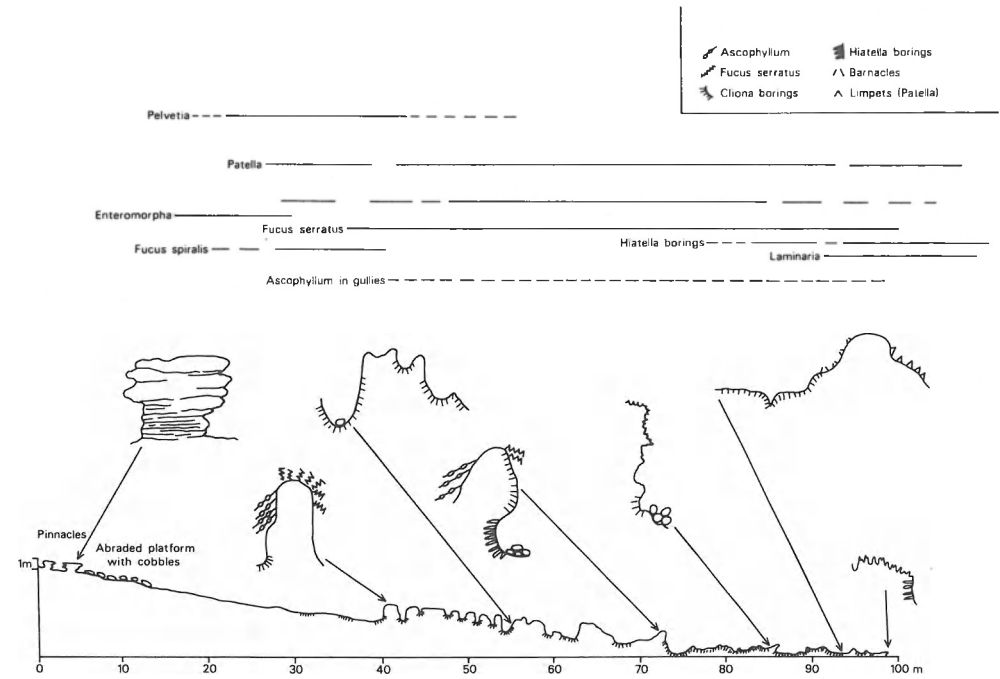 Ascophyllum
Hiatella borings
Fucus serratus
Barnacles
Cliona borings
Limpets (Patella)
Pelvetia
Patella
Enteromorpha
Fucus serratus
Fucus spiralis
Hiatella borings
Laminaria
Ascophyllum in gullies
Pinnacles
Abraded platform
with cobbles
1m
0 10 20 30 40 50 60 70 80 90 100 m